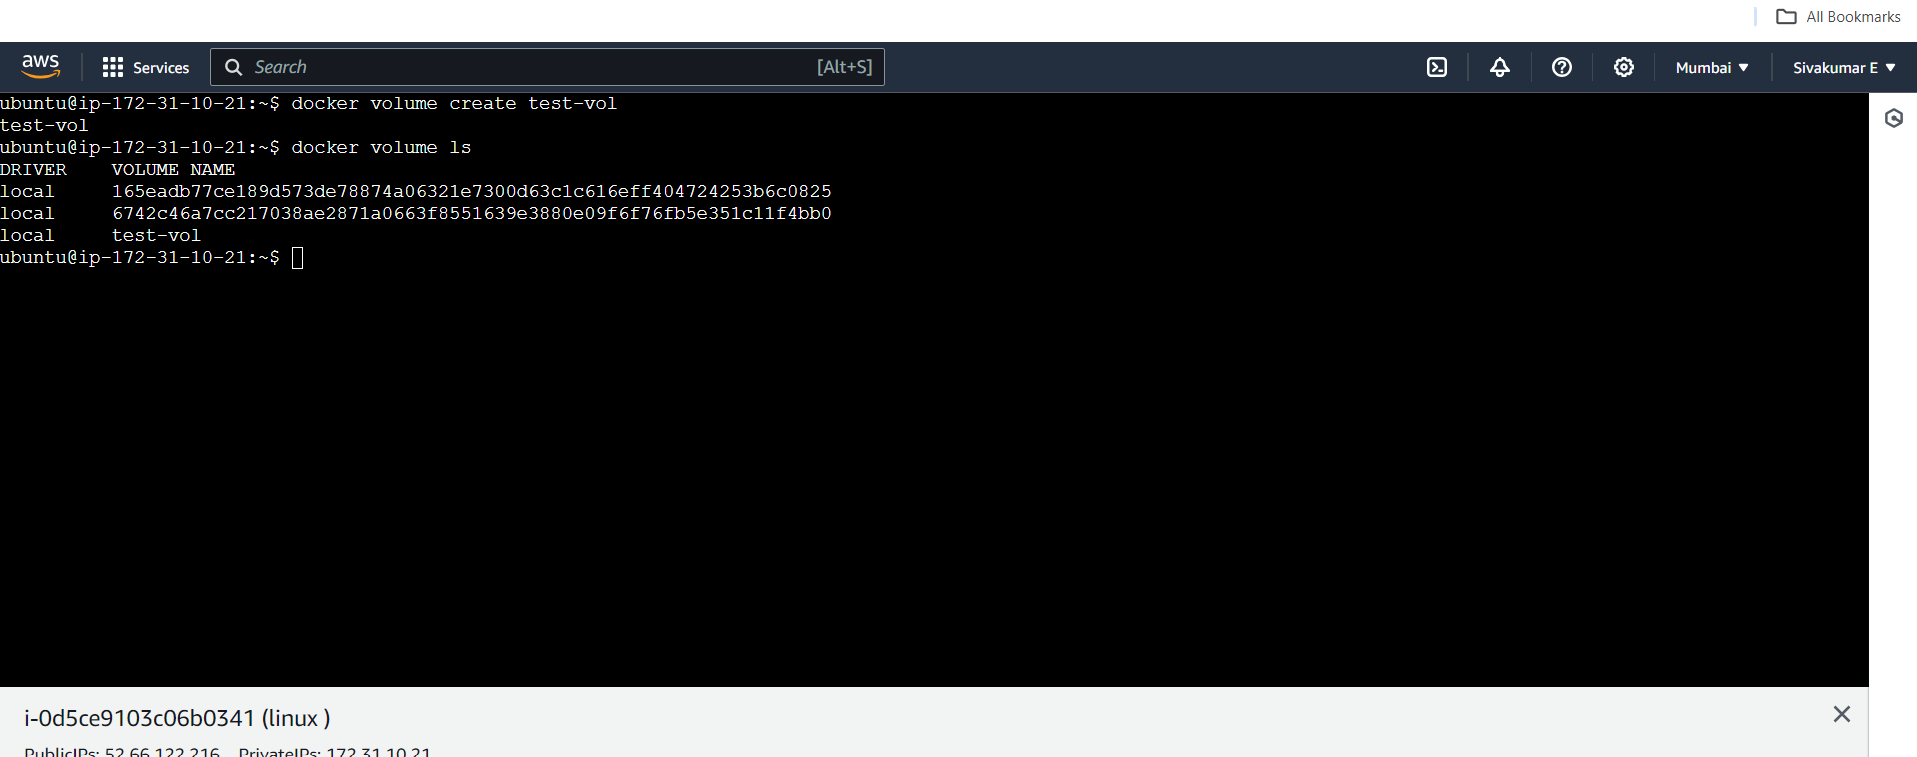 All Bookmarks
aws Services Search [Alt+S] Mumbai Sivakumar E
ubuntu@ip-172-31-10-21:~$ docker volume create test-vol
test-vol
ubuntu@ip-172-31-10-21:~$ docker volume ls
DRIVER VOLUME NAME
local 165eadb77ce189d573de78874a06321e7300d63c1c616eff404724253b6c0825
local 6742c46a7cc217038ae2871a0663f8551639e3880e09f6f76fb5e351c11f4bb0
local test-vol
ubuntu@ip-172-31-10-21:~$
i-0d5ce9103c06b0341 (linux )
PublicIPs: 52.66.122.216 PrivateIPs: 172.31.10.21